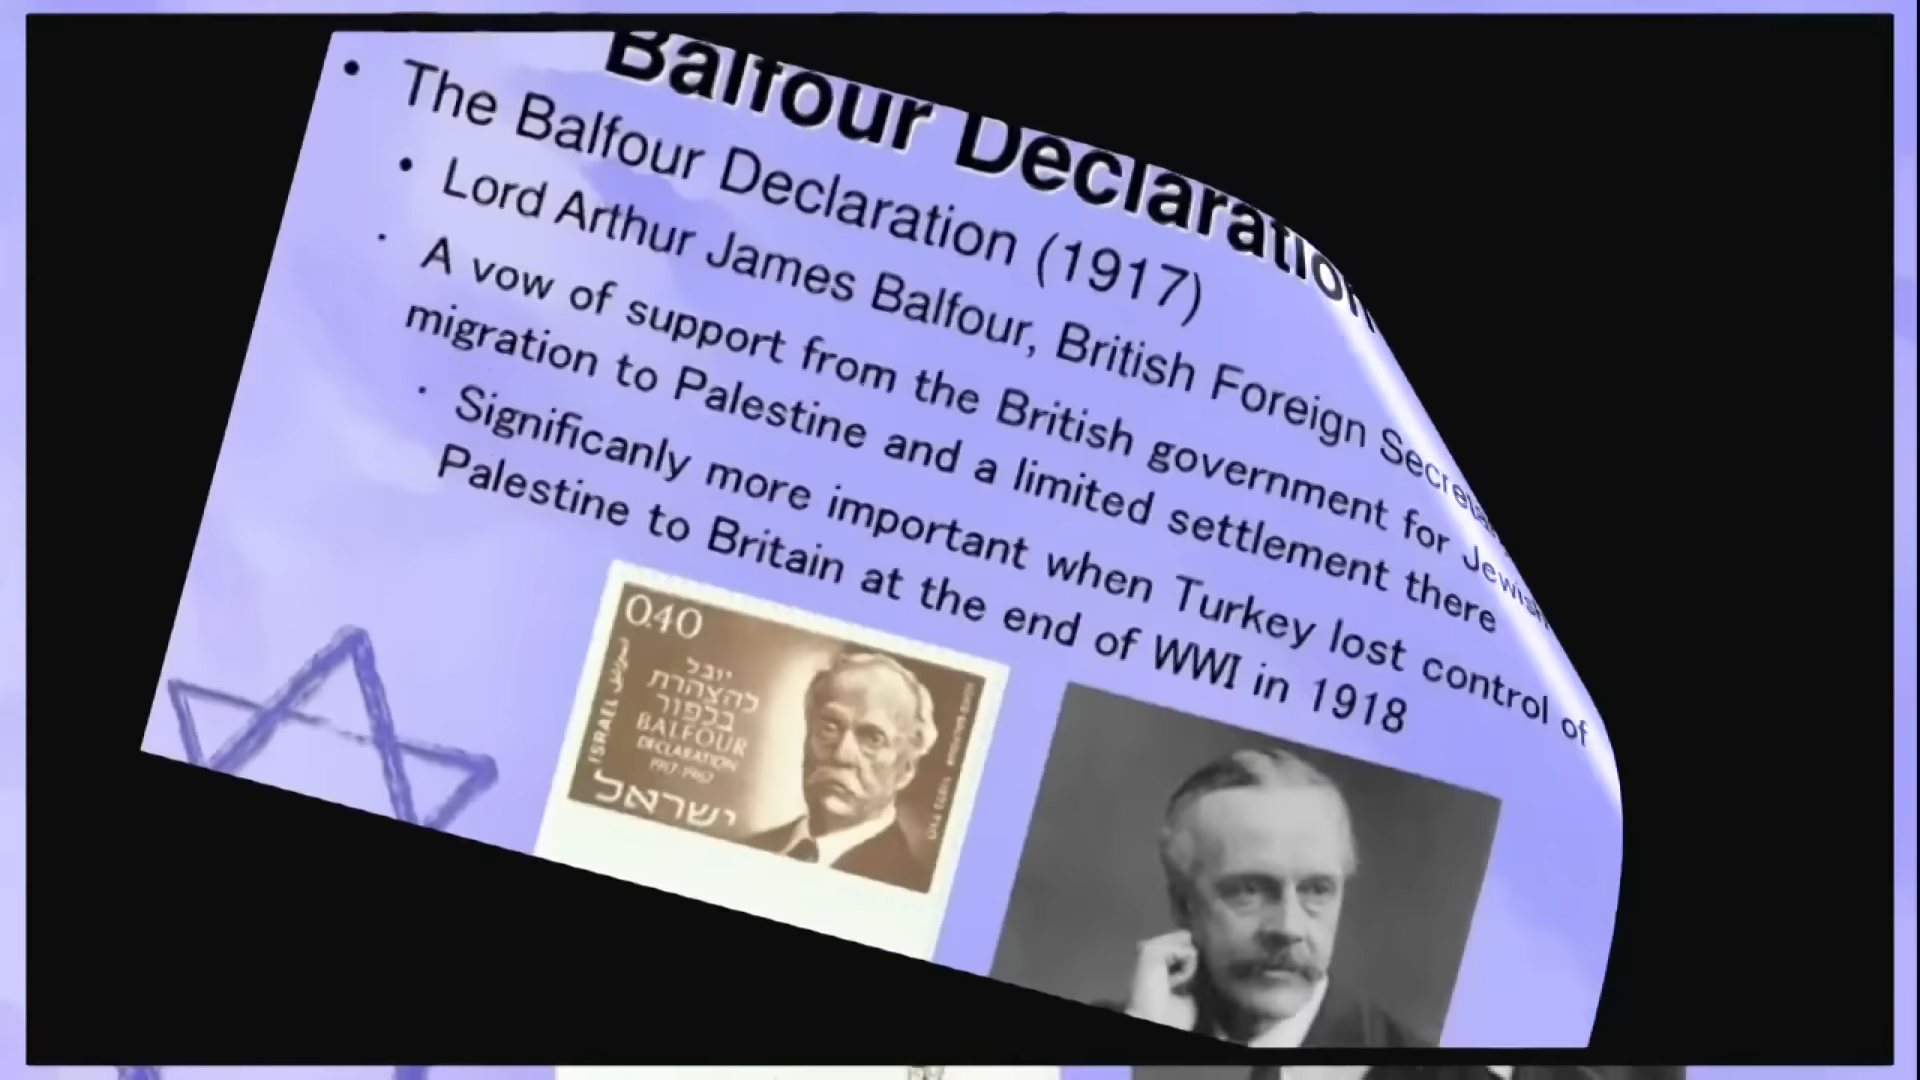 Balfour Declaration
• The Balfour Declaration (1917)
• Lord Arthur James Balfour, British Foreign
· A vow of support from the British government for Jewish
migration to Palestine and a limited settlement there
· Significanly more important when Turkey lost control of
Palestine to Britain at the end of WWI in 1918
0.40
ISRAEL
יובל
להצהרת
בלפור
BALFOUR
DECLARATION
1917-1967
ישראל